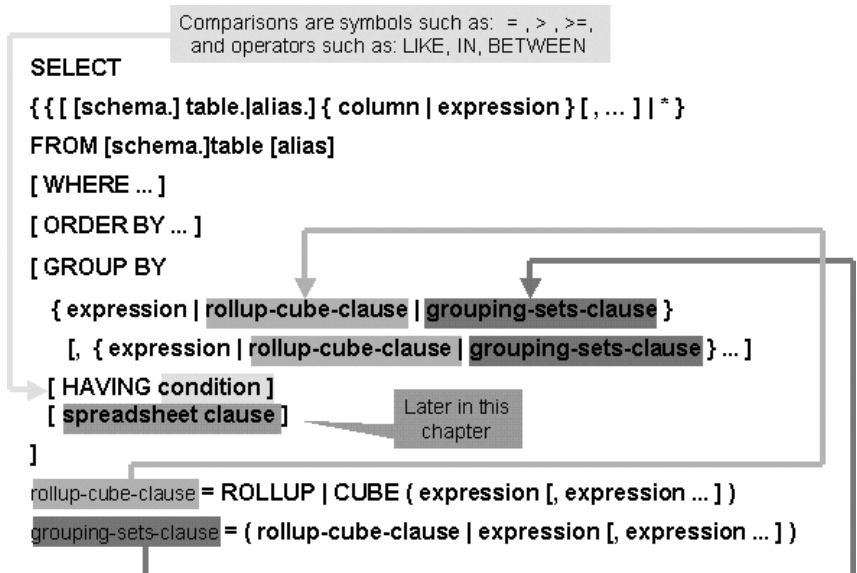 Comparisons are symbols such as: = , > , >=,
and operators such as: LIKE, IN, BETWEEN
SELECT
{ { [ [schema.] table.|alias.] { column | expression } [ , ... ] | * }
FROM [schema.]table [alias]
[ WHERE ... ]
[ ORDER BY ... ]
[ GROUP BY
{ expression | rollup-cube-clause | grouping-sets-clause }
[, { expression | rollup-cube-clause | grouping-sets-clause } ... ]
[ HAVING condition ]
[ spreadsheet clause ]
Later in this
chapter
]
rollup-cube-clause = ROLLUP | CUBE ( expression [, expression ... ] )
grouping-sets-clause = ( rollup-cube-clause | expression [, expression ... ] )